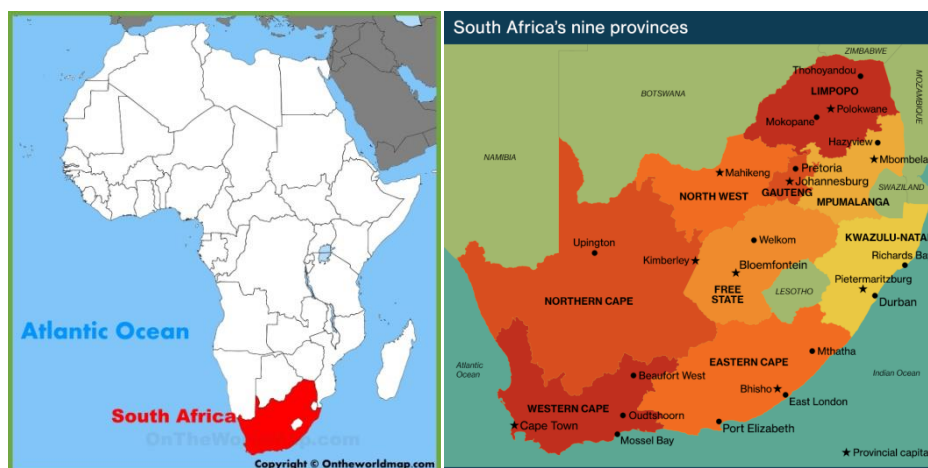 Atlantic Ocean
South Africa
OnTheWorldMap.com
Copyright © Ontheworldmap.com
South Africa's nine provinces
ZIMBABWE
Thohoyandou
LIMPOPO
BOTSWANA
Polokwane
MOZAMBIQUE
Mokopane
Hazyview
NAMIBIA
Mbombela
Pretoria
Mahikeng
Johannesburg
GAUTENG
SWAZILAND
NORTH WEST
MPUMALANGA
Welkom
KWAZULU-NATA
Upington
Richards Ba
Kimberley
Bloemfontein
Pietermaritzburg
FREE
STATE
LESOTHO
NORTHERN CAPE
Durban
Mthatha
EASTERN CAPE
Atlantic
Ocean
Beaufort West
Indian Ocean
Bhisho
East London
WESTERN CAPE
Oudtshoorn
Cape Town
Port Elizabeth
Mossel Bay
Provincial capital